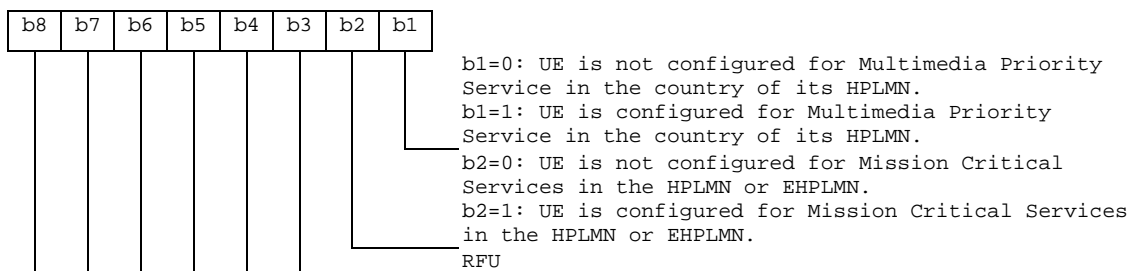 b8 b7 b6 b5 b4 b3 b2 b1
b1=0: UE is not configured for Multimedia Priority
Service in the country of its HPLMN.
b1=1: UE is configured for Multimedia Priority
Service in the country of its HPLMN.
b2=0: UE is not configured for Mission Critical
Services in the HPLMN or EHPLMN.
b2=1: UE is configured for Mission Critical Services
in the HPLMN or EHPLMN.
RFU